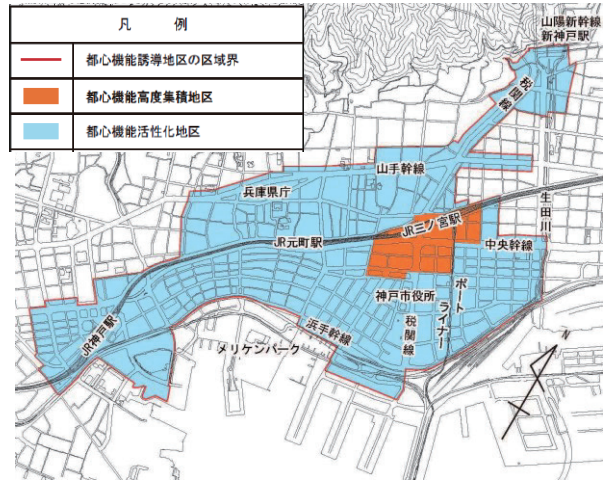 凡 例
都心機能誘導地区の区域界
都心機能高度集積地区
都心機能活性化地区
山陽新幹線
新神戸駅
税関線
山手幹線
兵庫県庁
生田川
JR三ノ宮駅
JR元町駅
中央幹線
神戸市役所
ポートライナー
税関線
浜手幹線
JR神戸駅
メリケンパーク
N